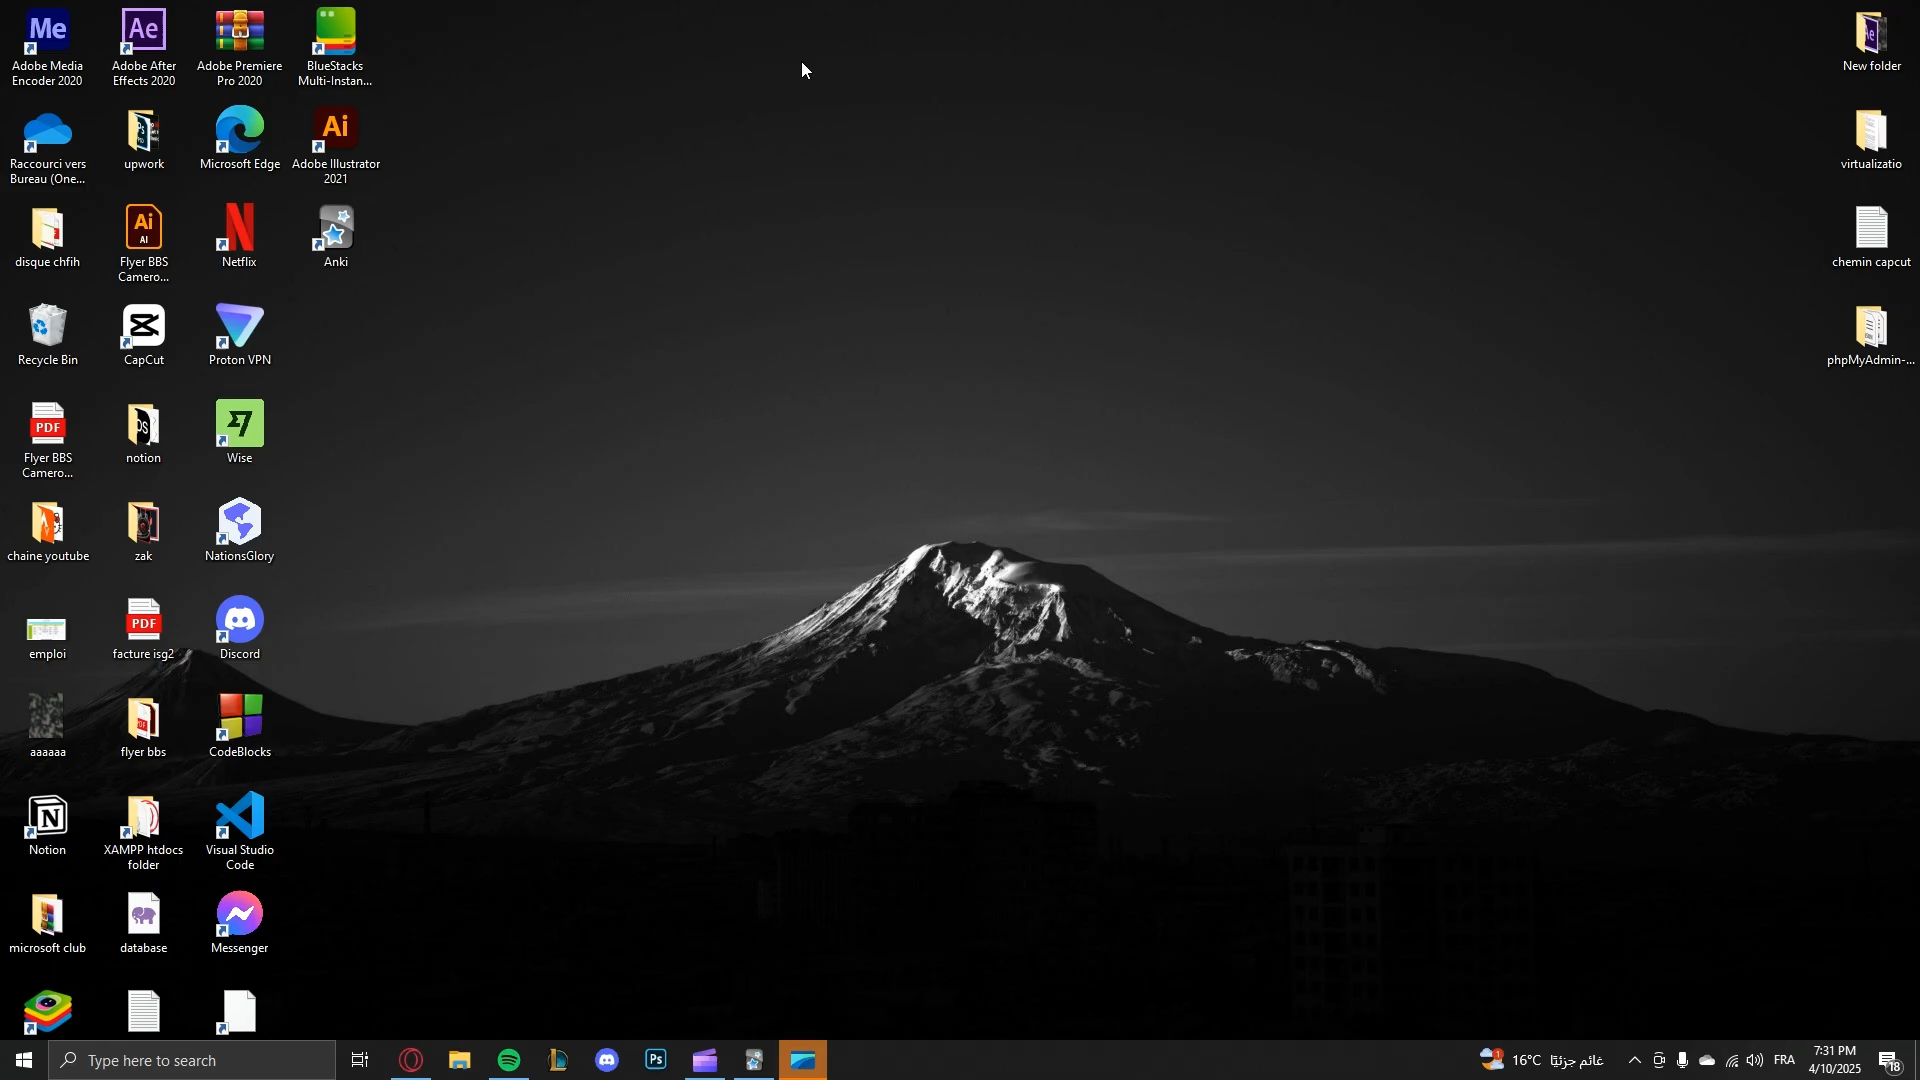 Adobe Media
Encoder 2020
Adobe After
Effects 2020
Adobe Premiere
Pro 2020
BlueStacks
Multi-Instan...
New folder
Raccourci vers
Bureau (One...
upwork
Microsoft Edge
Adobe Illustrator
2021
virtualizatio
disque chfih
Flyer BBS
Camero...
Netflix
Anki
chemin capcut
Recycle Bin
CapCut
Proton VPN
phpMyAdmin-...
Flyer BBS
Camero...
notion
Wise
chaine youtube
zak
NationsGlory
emploi
facture isg2
Discord
aaaaaa
flyer bbs
CodeBlocks
Notion
XAMPP htdocs
folder
Visual Studio
Code
microsoft club
database
Messenger
Type here to search
16°C غائم جزئيًا
FRA
7:31 PM
4/10/2025
18